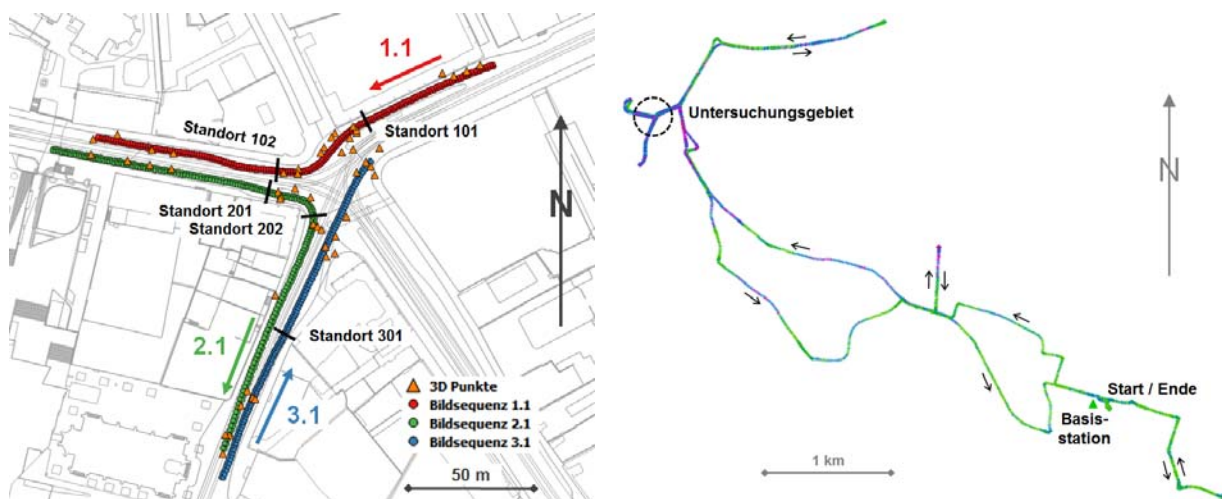 1.1
Standort 102
Standort 101
N
Standort 201
Standort 202
Standort 301
2.1
3.1
3D Punkte
Bildsequenz 1.1
Bildsequenz 2.1
Bildsequenz 3.1
50 m
Untersuchungsgebiet
N
Start / Ende
Basis-
station
1 km